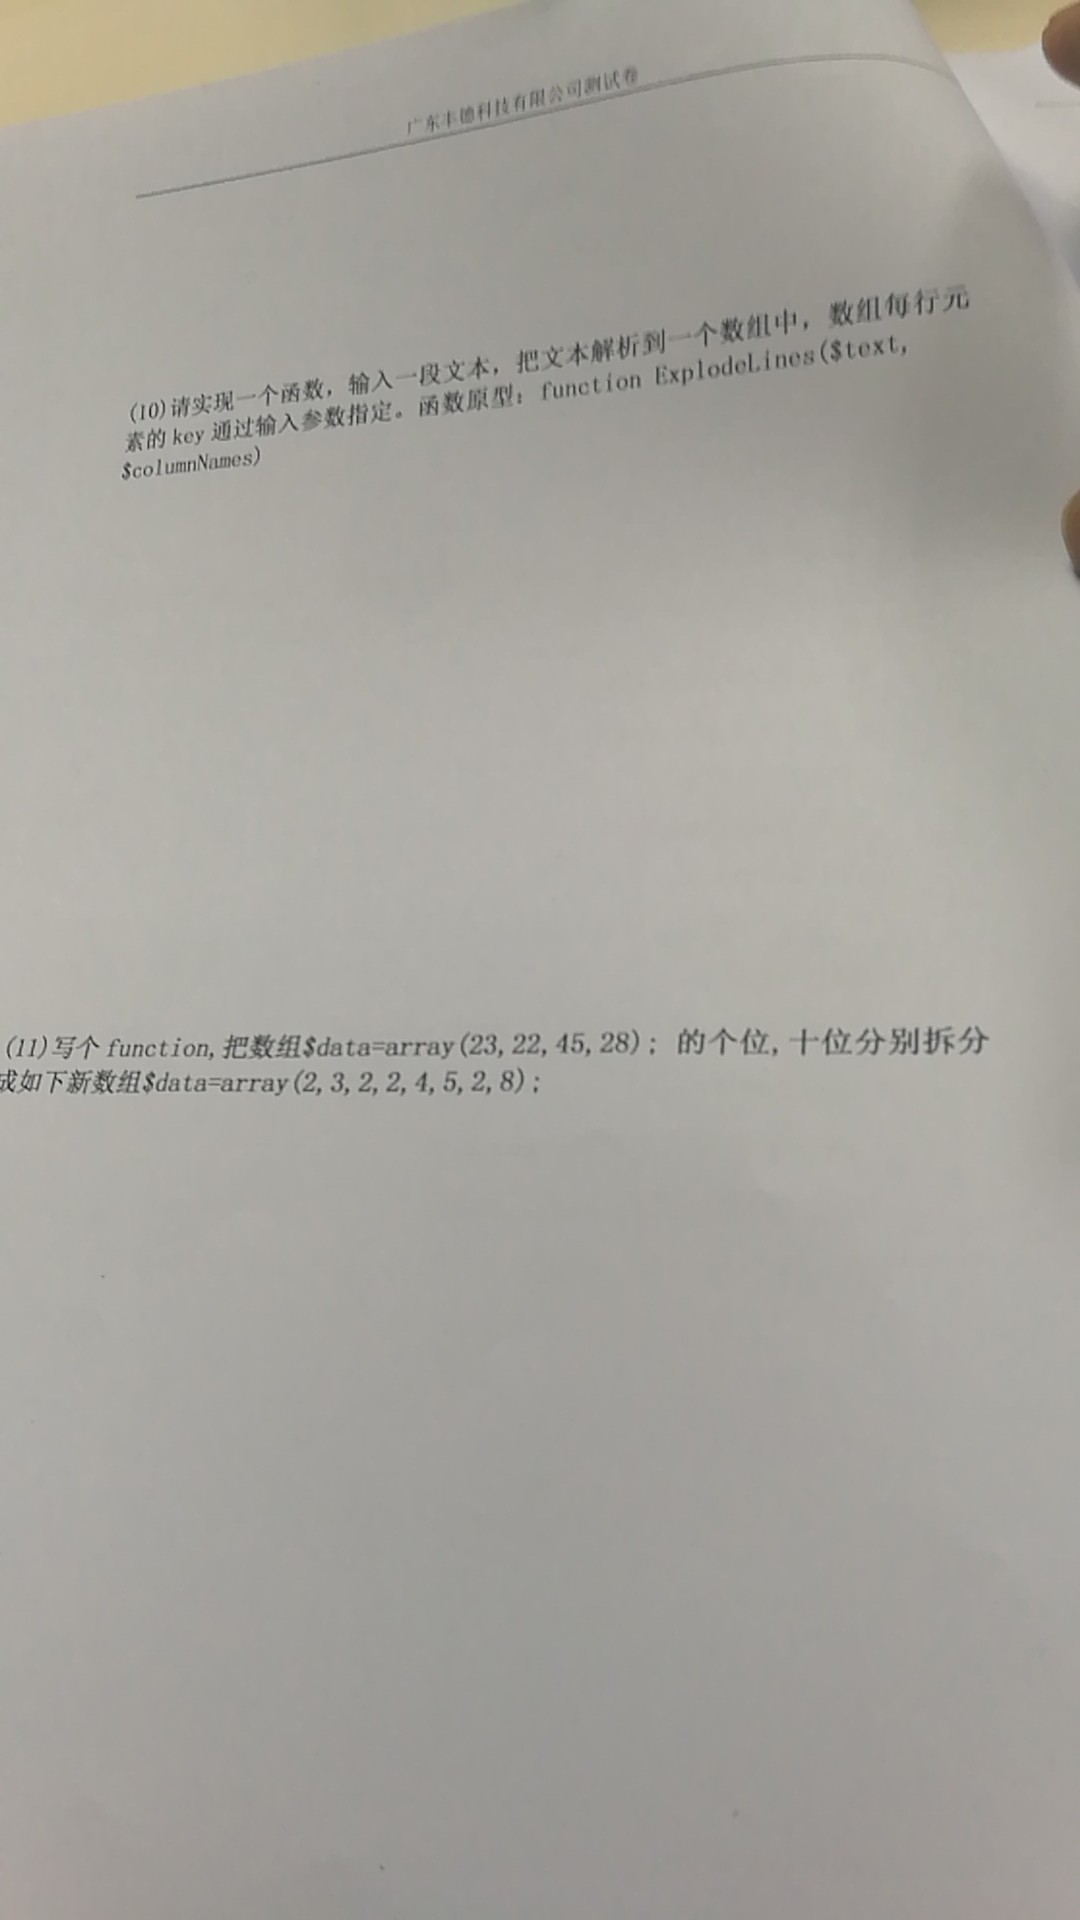 广东丰德科技有限公司测试卷
(10)请实现一个函数，输入一段文本，把文本解析到一个数组中，数组每行元
素的 key 通过输入参数指定。函数原型：function ExplodeLines($text,
$columnNames)
(11)写个 function,把数组$data=array(23,22,45,28); 的个位,十位分别拆分
成如下新数组$data=array(2,3,2,2,4,5,2,8);